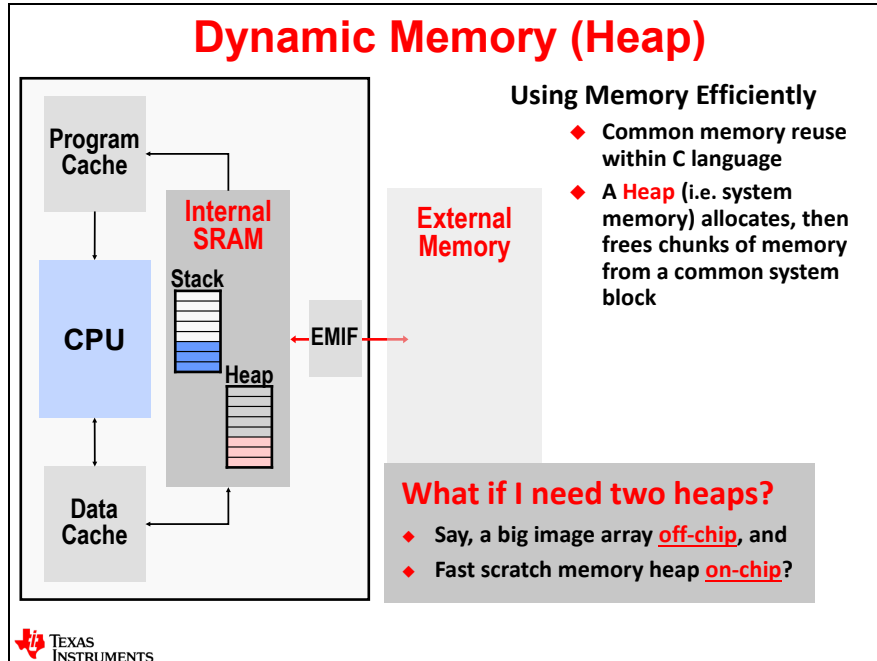 Dynamic Memory (Heap)
Using Memory Efficiently
Common memory reuse
within C language
A Heap (i.e. system
memory) allocates, then
frees chunks of memory
from a common system
block
Program
Cache
Internal
SRAM
Stack
CPU
Heap
EMIF
External
Memory
Data
Cache
What if I need two heaps?
Say, a big image array off-chip, and
Fast scratch memory heap on-chip?
TEXAS
INSTRUMENTS